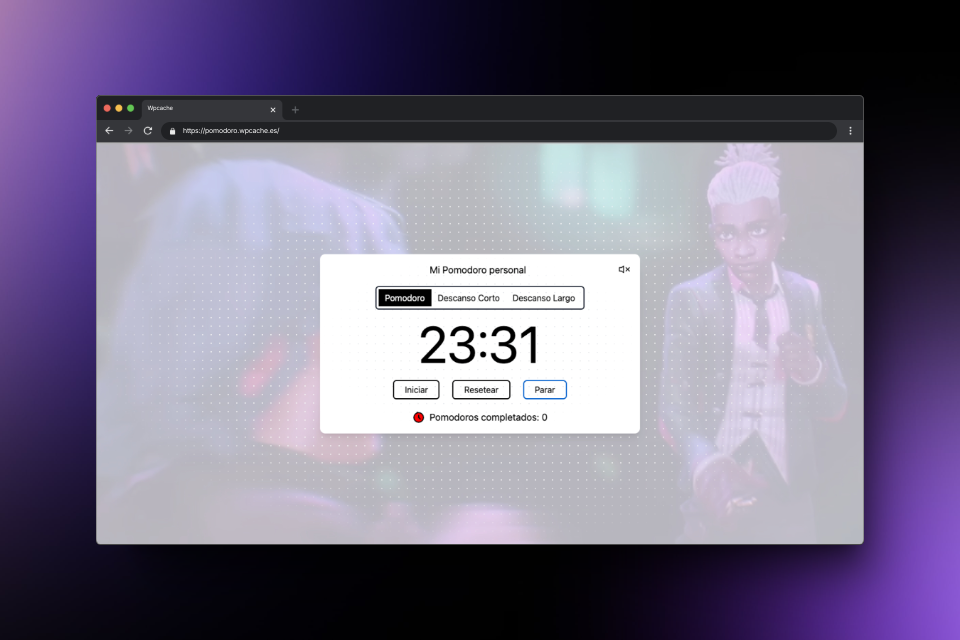 Wpcache
https://pomodoro.wpcache.es/
Mi Pomodoro personal
Pomodoro Descanso Corto Descanso Largo
23:31
Iniciar Resetear Parar
Pomodoros completados: 0